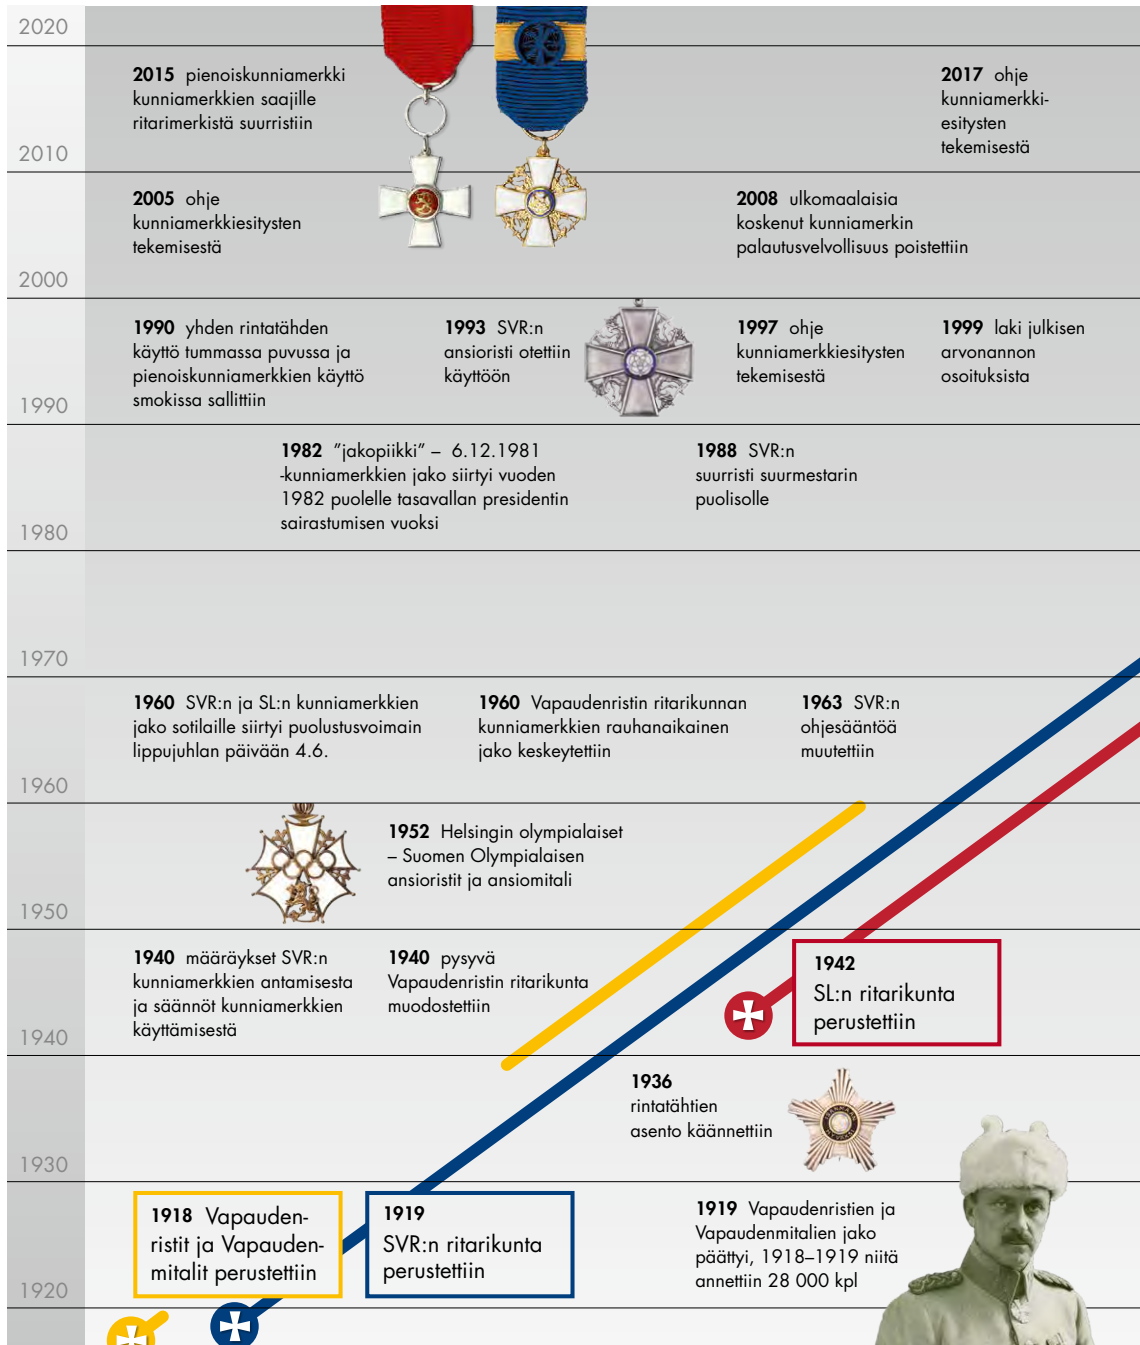 2020
2015 pienoiskunniamerkki
kunniamerkkien saajille
ritarimerkistä suurristiin
2017 ohje
kunniamerkki-
esitysten
tekemisestä
2010
2005 ohje
kunniamerkkiesitysten
tekemisestä
2008 ulkomaalaisia
koskenut kunniamerkin
palautusvelvollisuus poistettiin
2000
1990 yhden rintatähden
käyttö tummassa puvussa ja
pienoiskunniamerkkien käyttö
smokissa sallittiin
1993 SVR:n
ansioristi otettiin
käyttöön
1997 ohje
kunniamerkkiesitysten
tekemisestä
1999 laki julkisen
arvonannon
osoituksista
1990
1982 ”jakopiikki” – 6.12.1981
-kunniamerkkien jako siirtyi vuoden
1982 puolelle tasavallan presidentin
sairastumisen vuoksi
1988 SVR:n
suurristi suurmestarin
puolisolle
1980
1970
1960 SVR:n ja SL:n kunniamerkkien
jako sotilaille siirtyi puolustusvoimain
lippujuhlan päivään 4.6.
1960 Vapaudenristin ritarikunnan
kunniamerkkien rauhanaikainen
jako keskeytettiin
1963 SVR:n
ohjesääntöä
muutettiin
1960
1952 Helsingin olympialaiset
– Suomen Olympialaisen
ansioristit ja ansiomitali
1950
1940 määräykset SVR:n
kunniamerkkien antamisesta
ja säännöt kunniamerkkien
käyttämisestä
1940 pysyvä
Vapaudenristin ritarikunta
muodostettiin
1942
SL:n ritarikunta
perustettiin
1940
1936
rintatähtien
asento käännettiin
1930
1918 Vapauden-
ristit ja Vapauden-
mitalit perustettiin
1919
SVR:n ritarikunta
perustettiin
1919 Vapaudenristien ja
Vapaudenmitalien jako
päättyi, 1918–1919 niitä
annettiin 28 000 kpl
1920